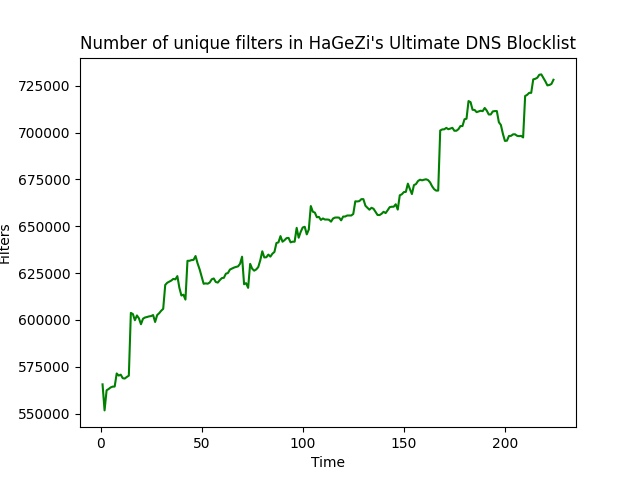 Number of unique filters in HaGeZi's Ultimate DNS Blocklist
725000
700000
675000
650000
625000
600000
575000
550000
Filters
0 50 100 150 200
Time